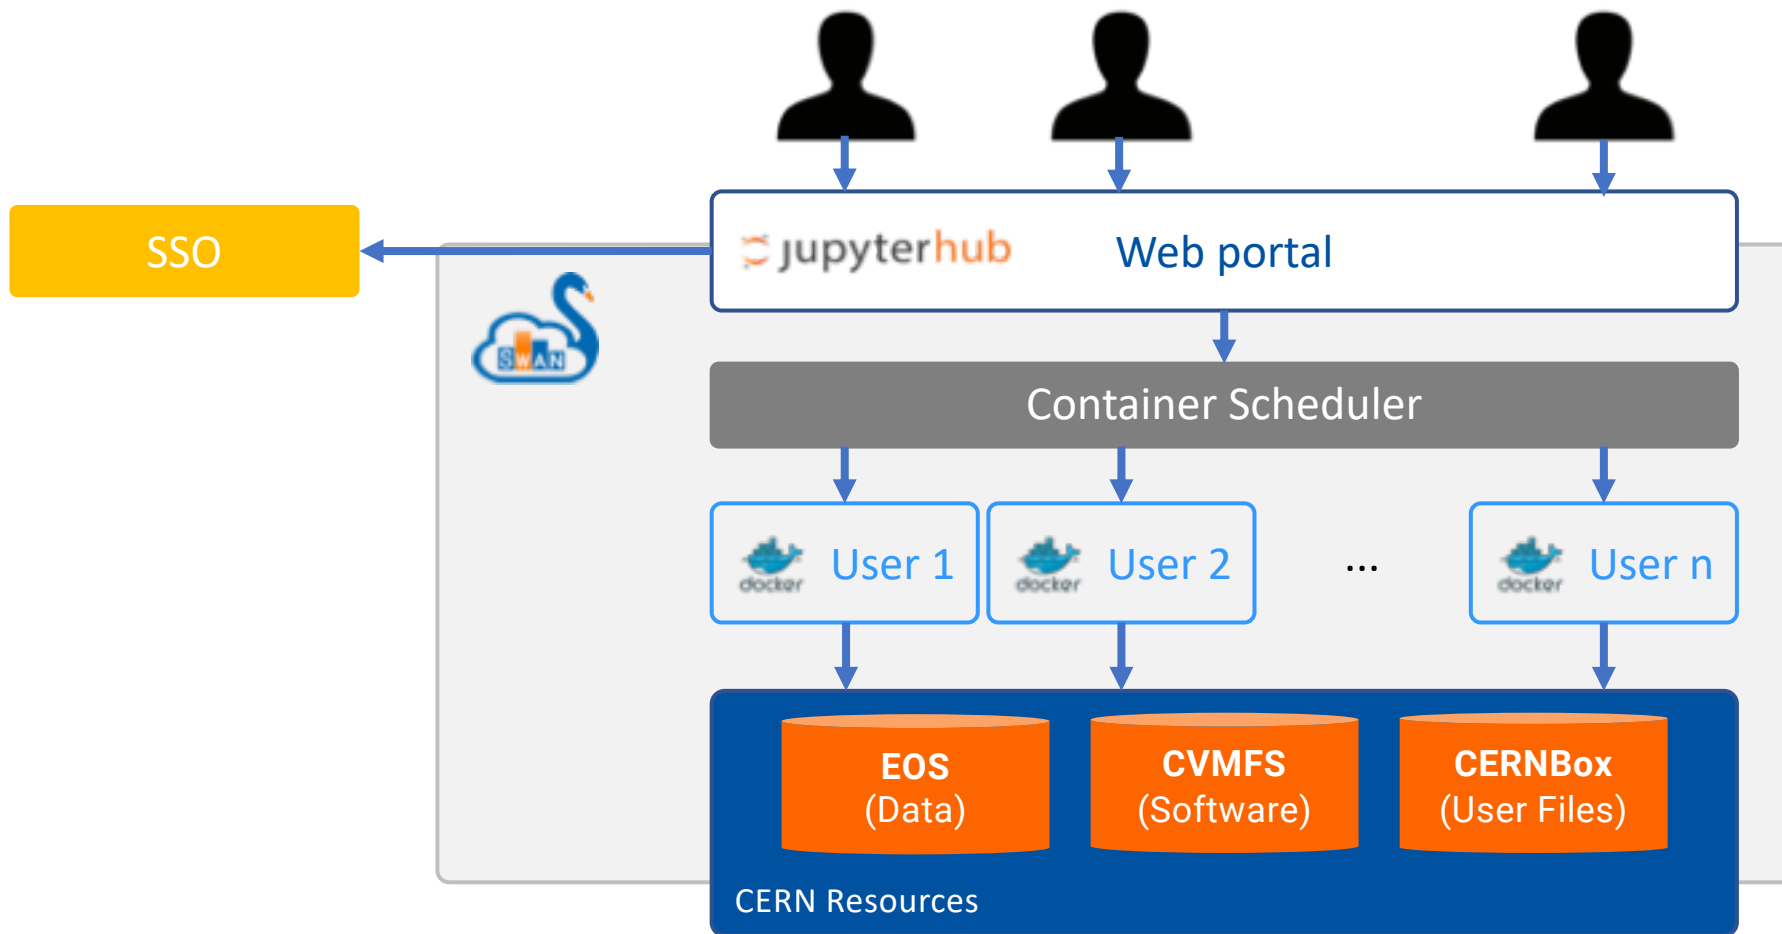 SSO
jupyterhub
Web portal
SWAN
Container Scheduler
docker
User 1
docker
User 2
...
docker
User n
EOS
(Data)
CVMFS
(Software)
CERNBox
(User Files)
CERN Resources